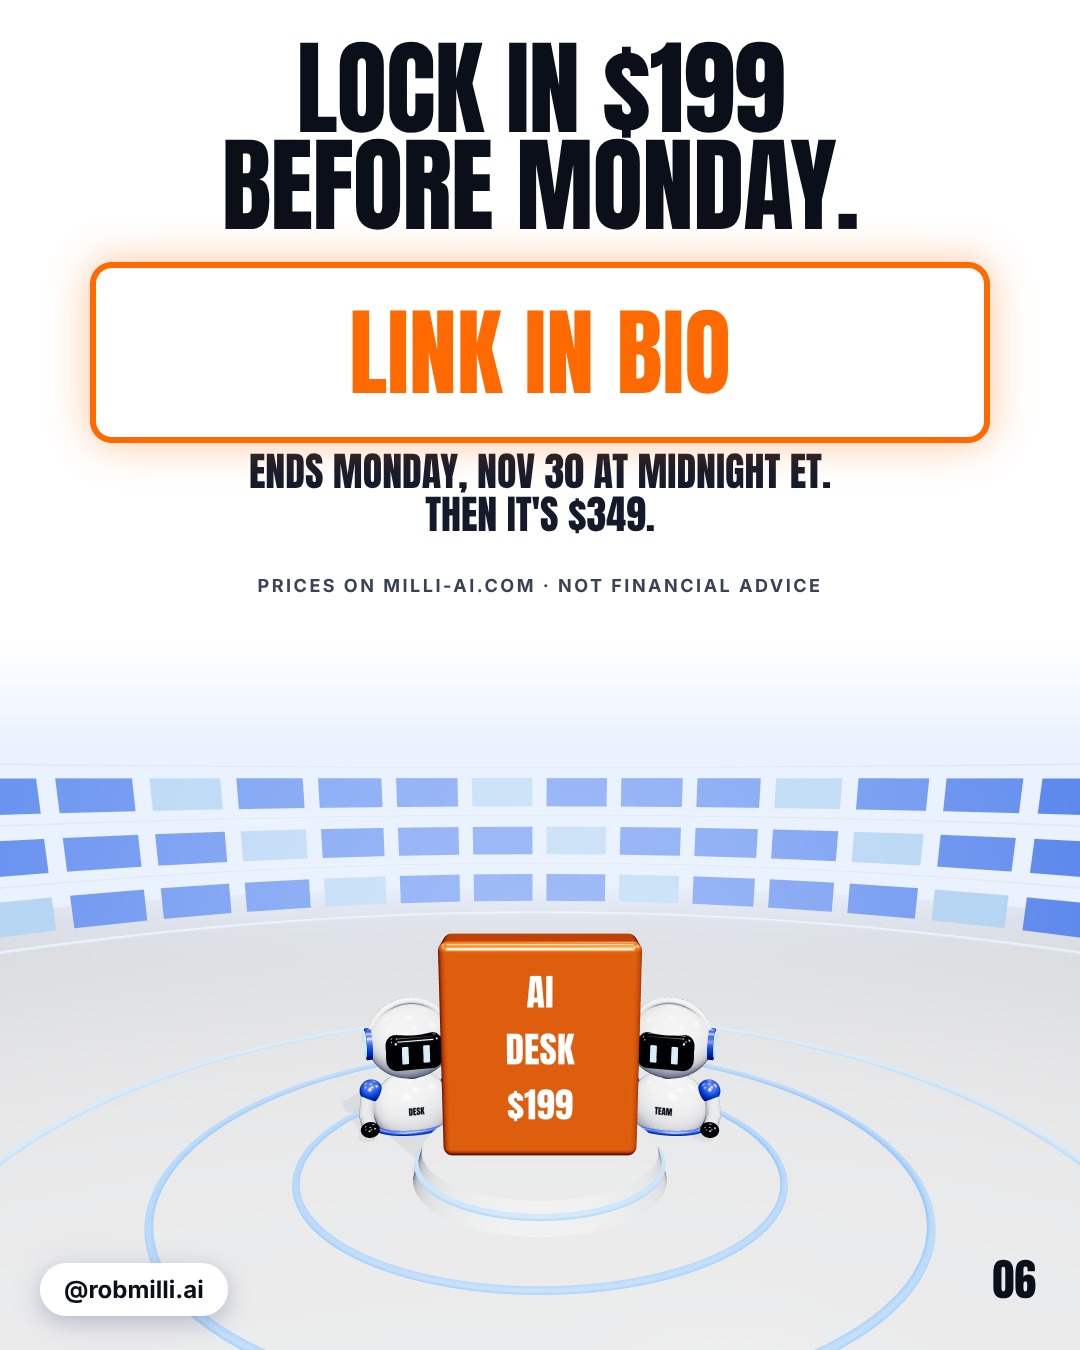 LOCK IN $199
BEFORE MONDAY.
LINK IN BIO
ENDS MONDAY, NOV 30 AT MIDNIGHT ET.
THEN IT'S $349.
PRICES ON MILLI-AI.COM · NOT FINANCIAL ADVICE
AI
DESK
$199
DESK
TEAM
@robmilli.ai
06